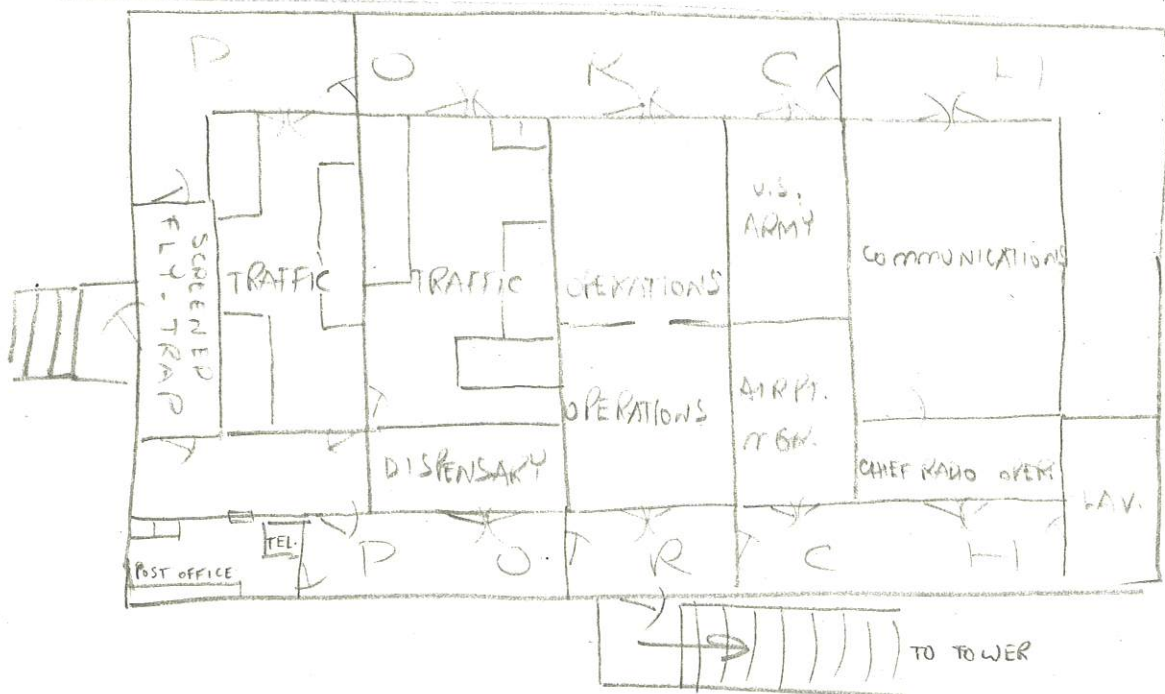 P O R C H
SCREENED
FLY-TRAP
TRAFFIC
TRAFFIC
OPERATIONS
U.S.
ARMY
COMMUNICATIONS
OPERATIONS
AIRPT.
MGR.
DISPENSARY
CHIEF RADIO OPER.
LAV.
TEL.
POST OFFICE
P O R C H
TO TOWER